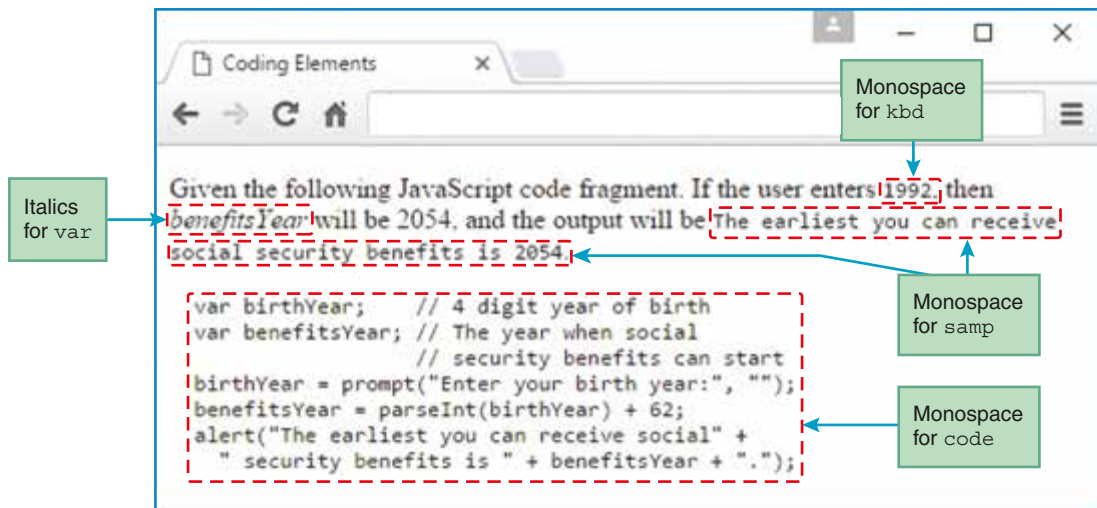 Coding Elements
Monospace
for kbd
Given the following JavaScript code fragment. If the user enters 1992, then
benefitsYear will be 2054, and the output will be The earliest you can receive
social security benefits is 2054.
Italics
for var
Monospace
for samp
var birthYear;    // 4 digit year of birth
var benefitsYear; // The year when social
                  // security benefits can start
birthYear = prompt("Enter your birth year:", "");
benefitsYear = parseInt(birthYear) + 62;
alert("The earliest you can receive social" +
  " security benefits is " + benefitsYear + ".");
Monospace
for code